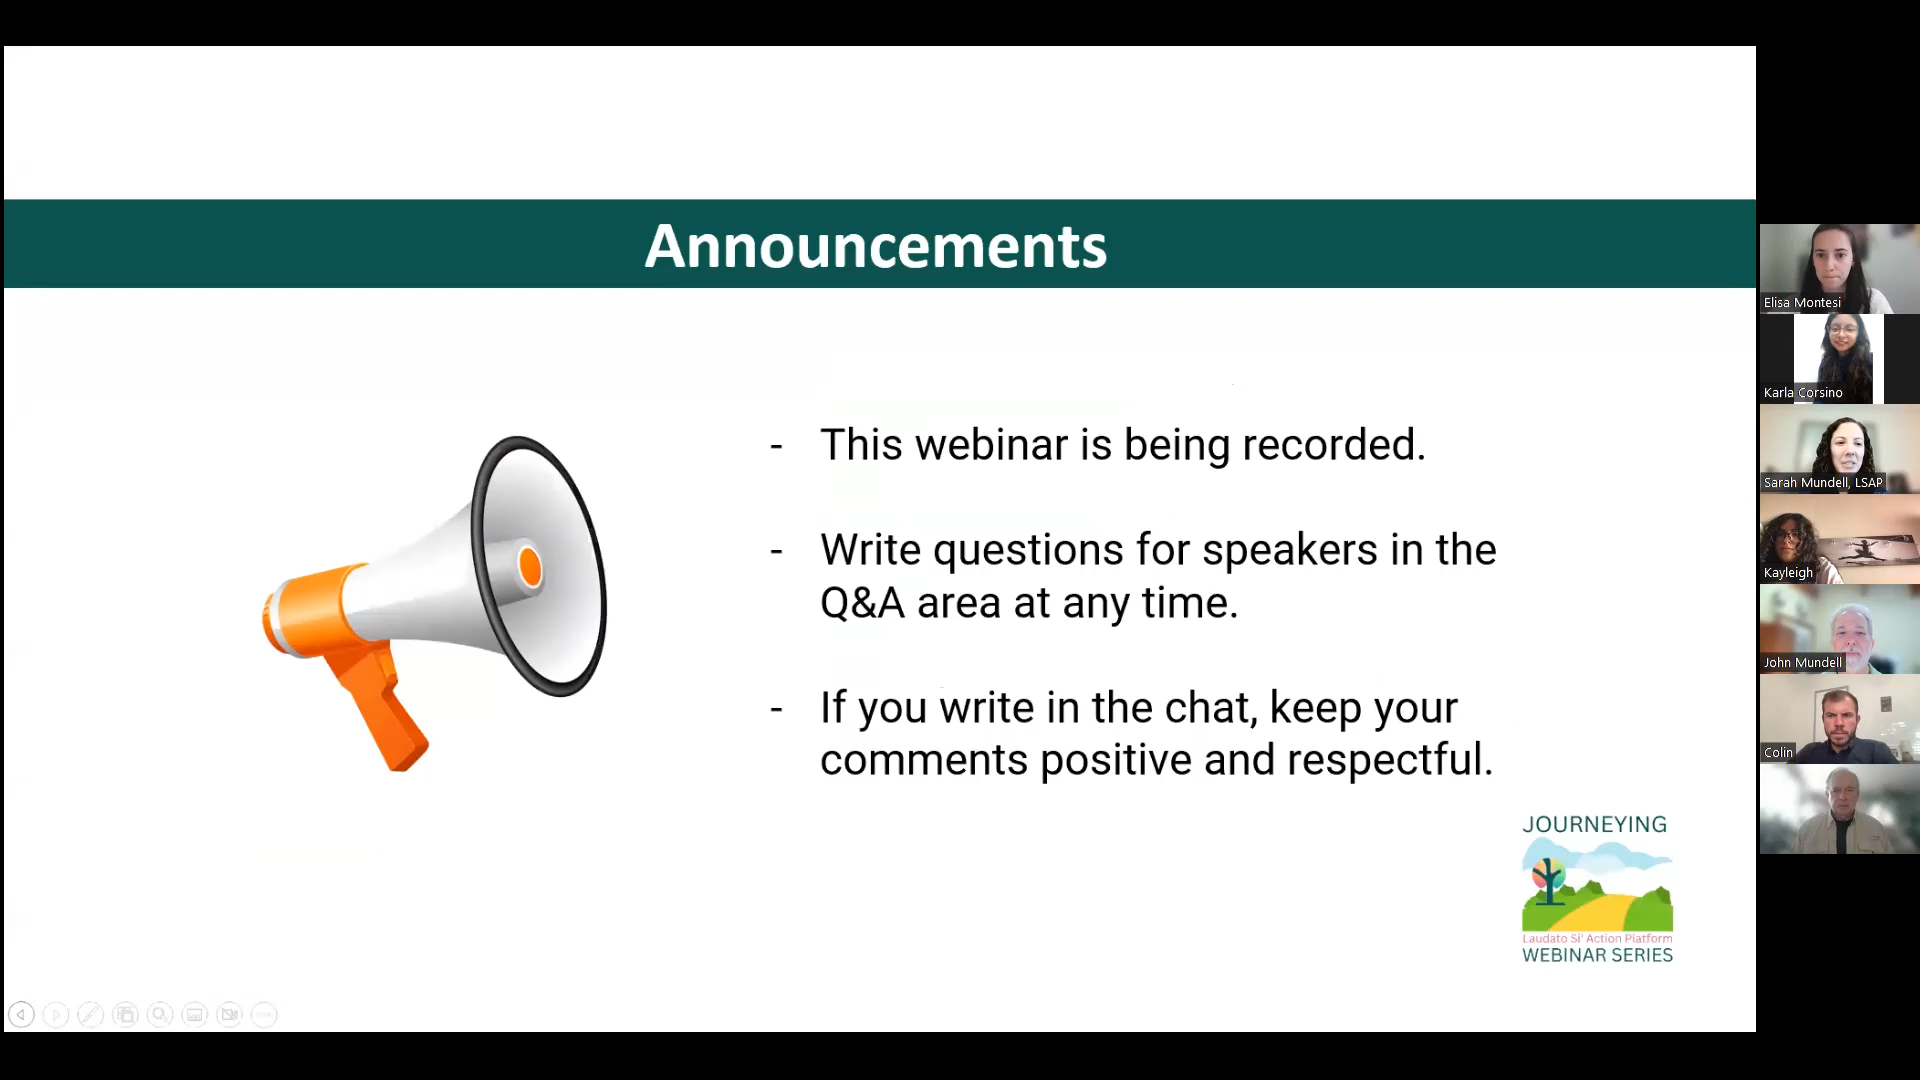 Announcements
- This webinar is being recorded.
- Write questions for speakers in the
Q&A area at any time.
- If you write in the chat, keep your
comments positive and respectful.
JOURNEYING
Laudato Si' Action Platform
WEBINAR SERIES
Elisa Montesi
Karla Corsino
Sarah Mundell, LSAP
Kayleigh
John Mundell
Colin